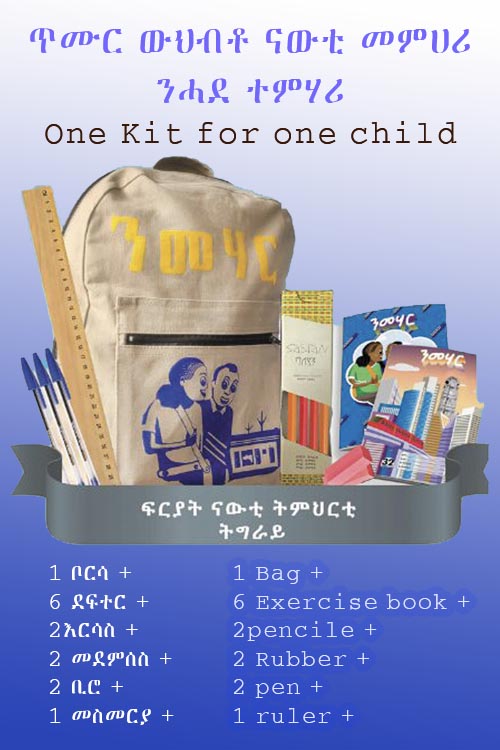 ጥሙር ውህብቶ ናውቲ መምሀሪ
ንሓደ ተምሃሪ
One Kit for one child
ንመሃር
ንመሃር
ንመሃር
ፍርያት ናውቲ ትምህርቲ
ትግራይ
1 ቦርሳ +
6 ደፍተር +
2እርሳስ +
2 መደምሰስ +
2 ቢሮ +
1 መስመርያ +
1 Bag +
6 Exercise book +
2pencile +
2 Rubber +
2 pen +
1 ruler +